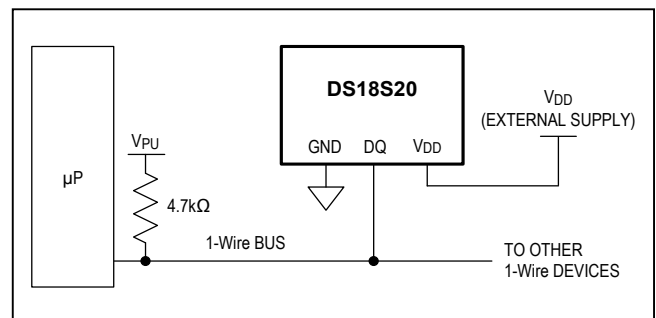 DS18S20
GND DQ VDD
VDD
(EXTERNAL SUPPLY)
VPU
µP
4.7kΩ
1-Wire BUS
TO OTHER
1-Wire DEVICES